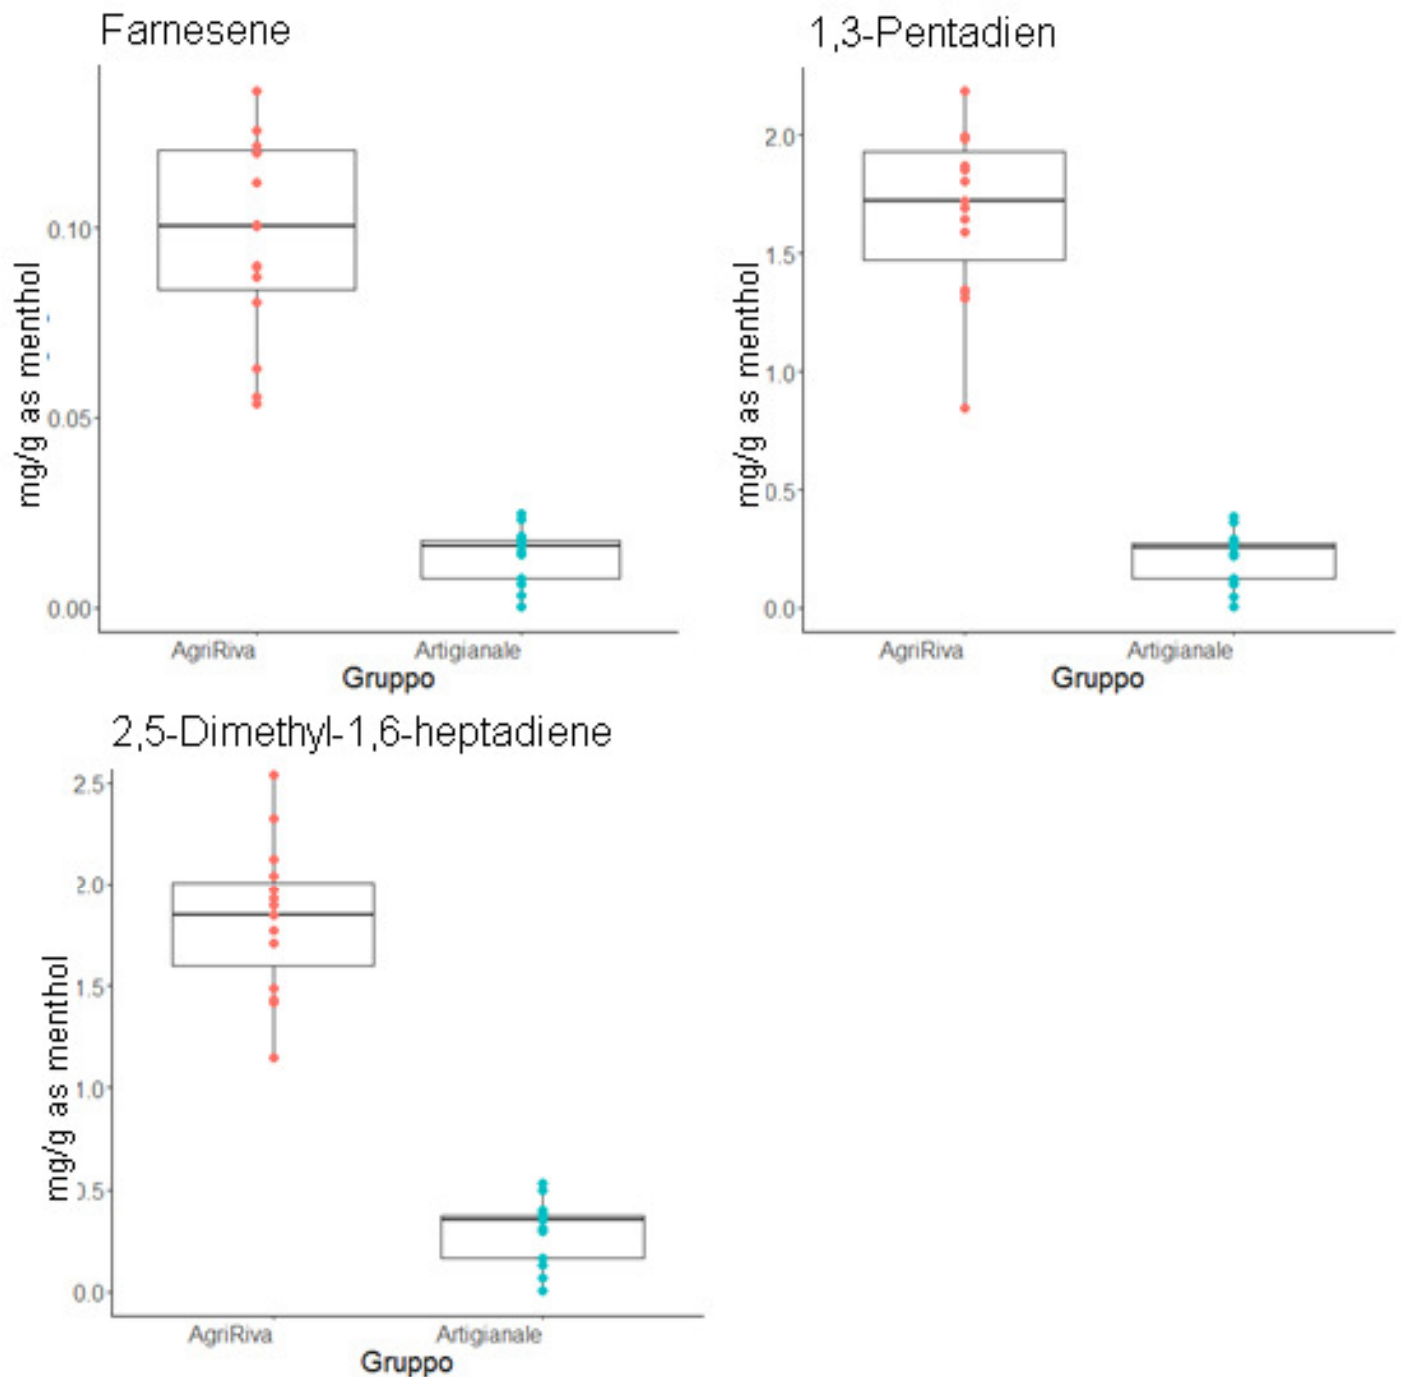 Farnesene
mg/g as menthol
0.10
0.05
0.00
AgriRiva Artigianale
Gruppo
1,3-Pentadien
mg/g as menthol
2.0
1.5
1.0
0.5
0.0
AgriRiva Artigianale
Gruppo
2,5-Dimethyl-1,6-heptadiene
mg/g as menthol
2.5
2.0
1.5
1.0
0.5
0.0
AgriRiva Artigianale
Gruppo